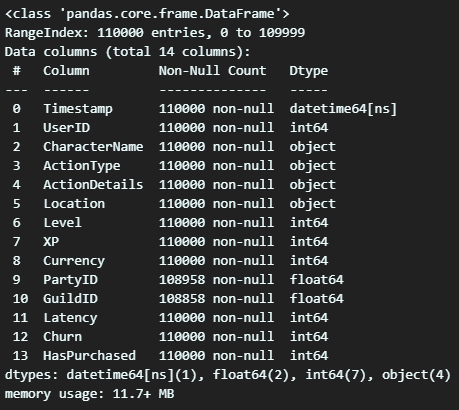 <class 'pandas.core.frame.DataFrame'>
RangeIndex: 110000 entries, 0 to 109999
Data columns (total 14 columns):
 #   Column         Non-Null Count   Dtype
---  ------         --------------   -----
 0   Timestamp      110000 non-null  datetime64[ns]
 1   UserID         110000 non-null  int64
 2   CharacterName  110000 non-null  object
 3   ActionType     110000 non-null  object
 4   ActionDetails  110000 non-null  object
 5   Location       110000 non-null  object
 6   Level          110000 non-null  int64
 7   XP             110000 non-null  int64
 8   Currency       110000 non-null  int64
 9   PartyID        108958 non-null  float64
 10  GuildID        108858 non-null  float64
 11  Latency        110000 non-null  int64
 12  Churn          110000 non-null  int64
 13  HasPurchased   110000 non-null  int64
dtypes: datetime64[ns](1), float64(2), int64(7), object(4)
memory usage: 11.7+ MB